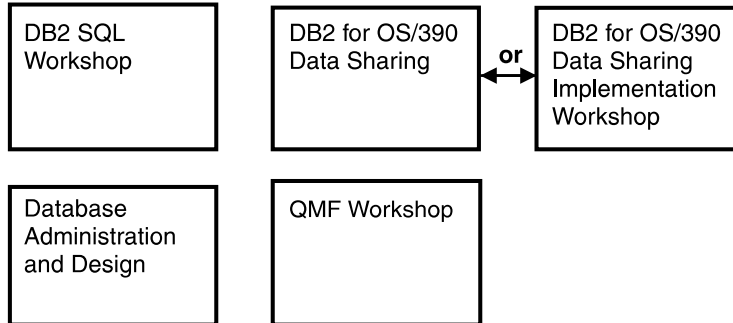 DB2 SQL
Workshop
DB2 for OS/390
Data Sharing
or
DB2 for OS/390
Data Sharing
Implementation
Workshop
Database
Administration
and Design
QMF Workshop